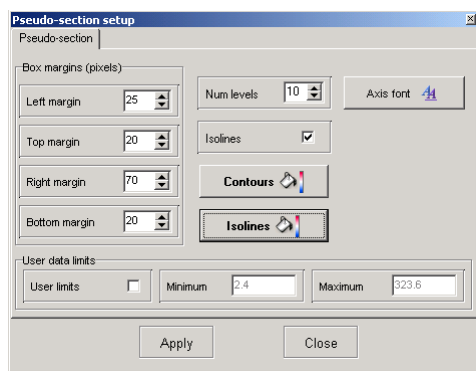 Pseudo-section setup
Pseudo-section
Box margins (pixels)
Left margin 25
Top margin 20
Right margin 70
Bottom margin 20
Num levels 10
Isolines
Contours
Isolines
Axis font
User data limits
User limits
Minimum 2.4
Maximum 323.6
Apply
Close